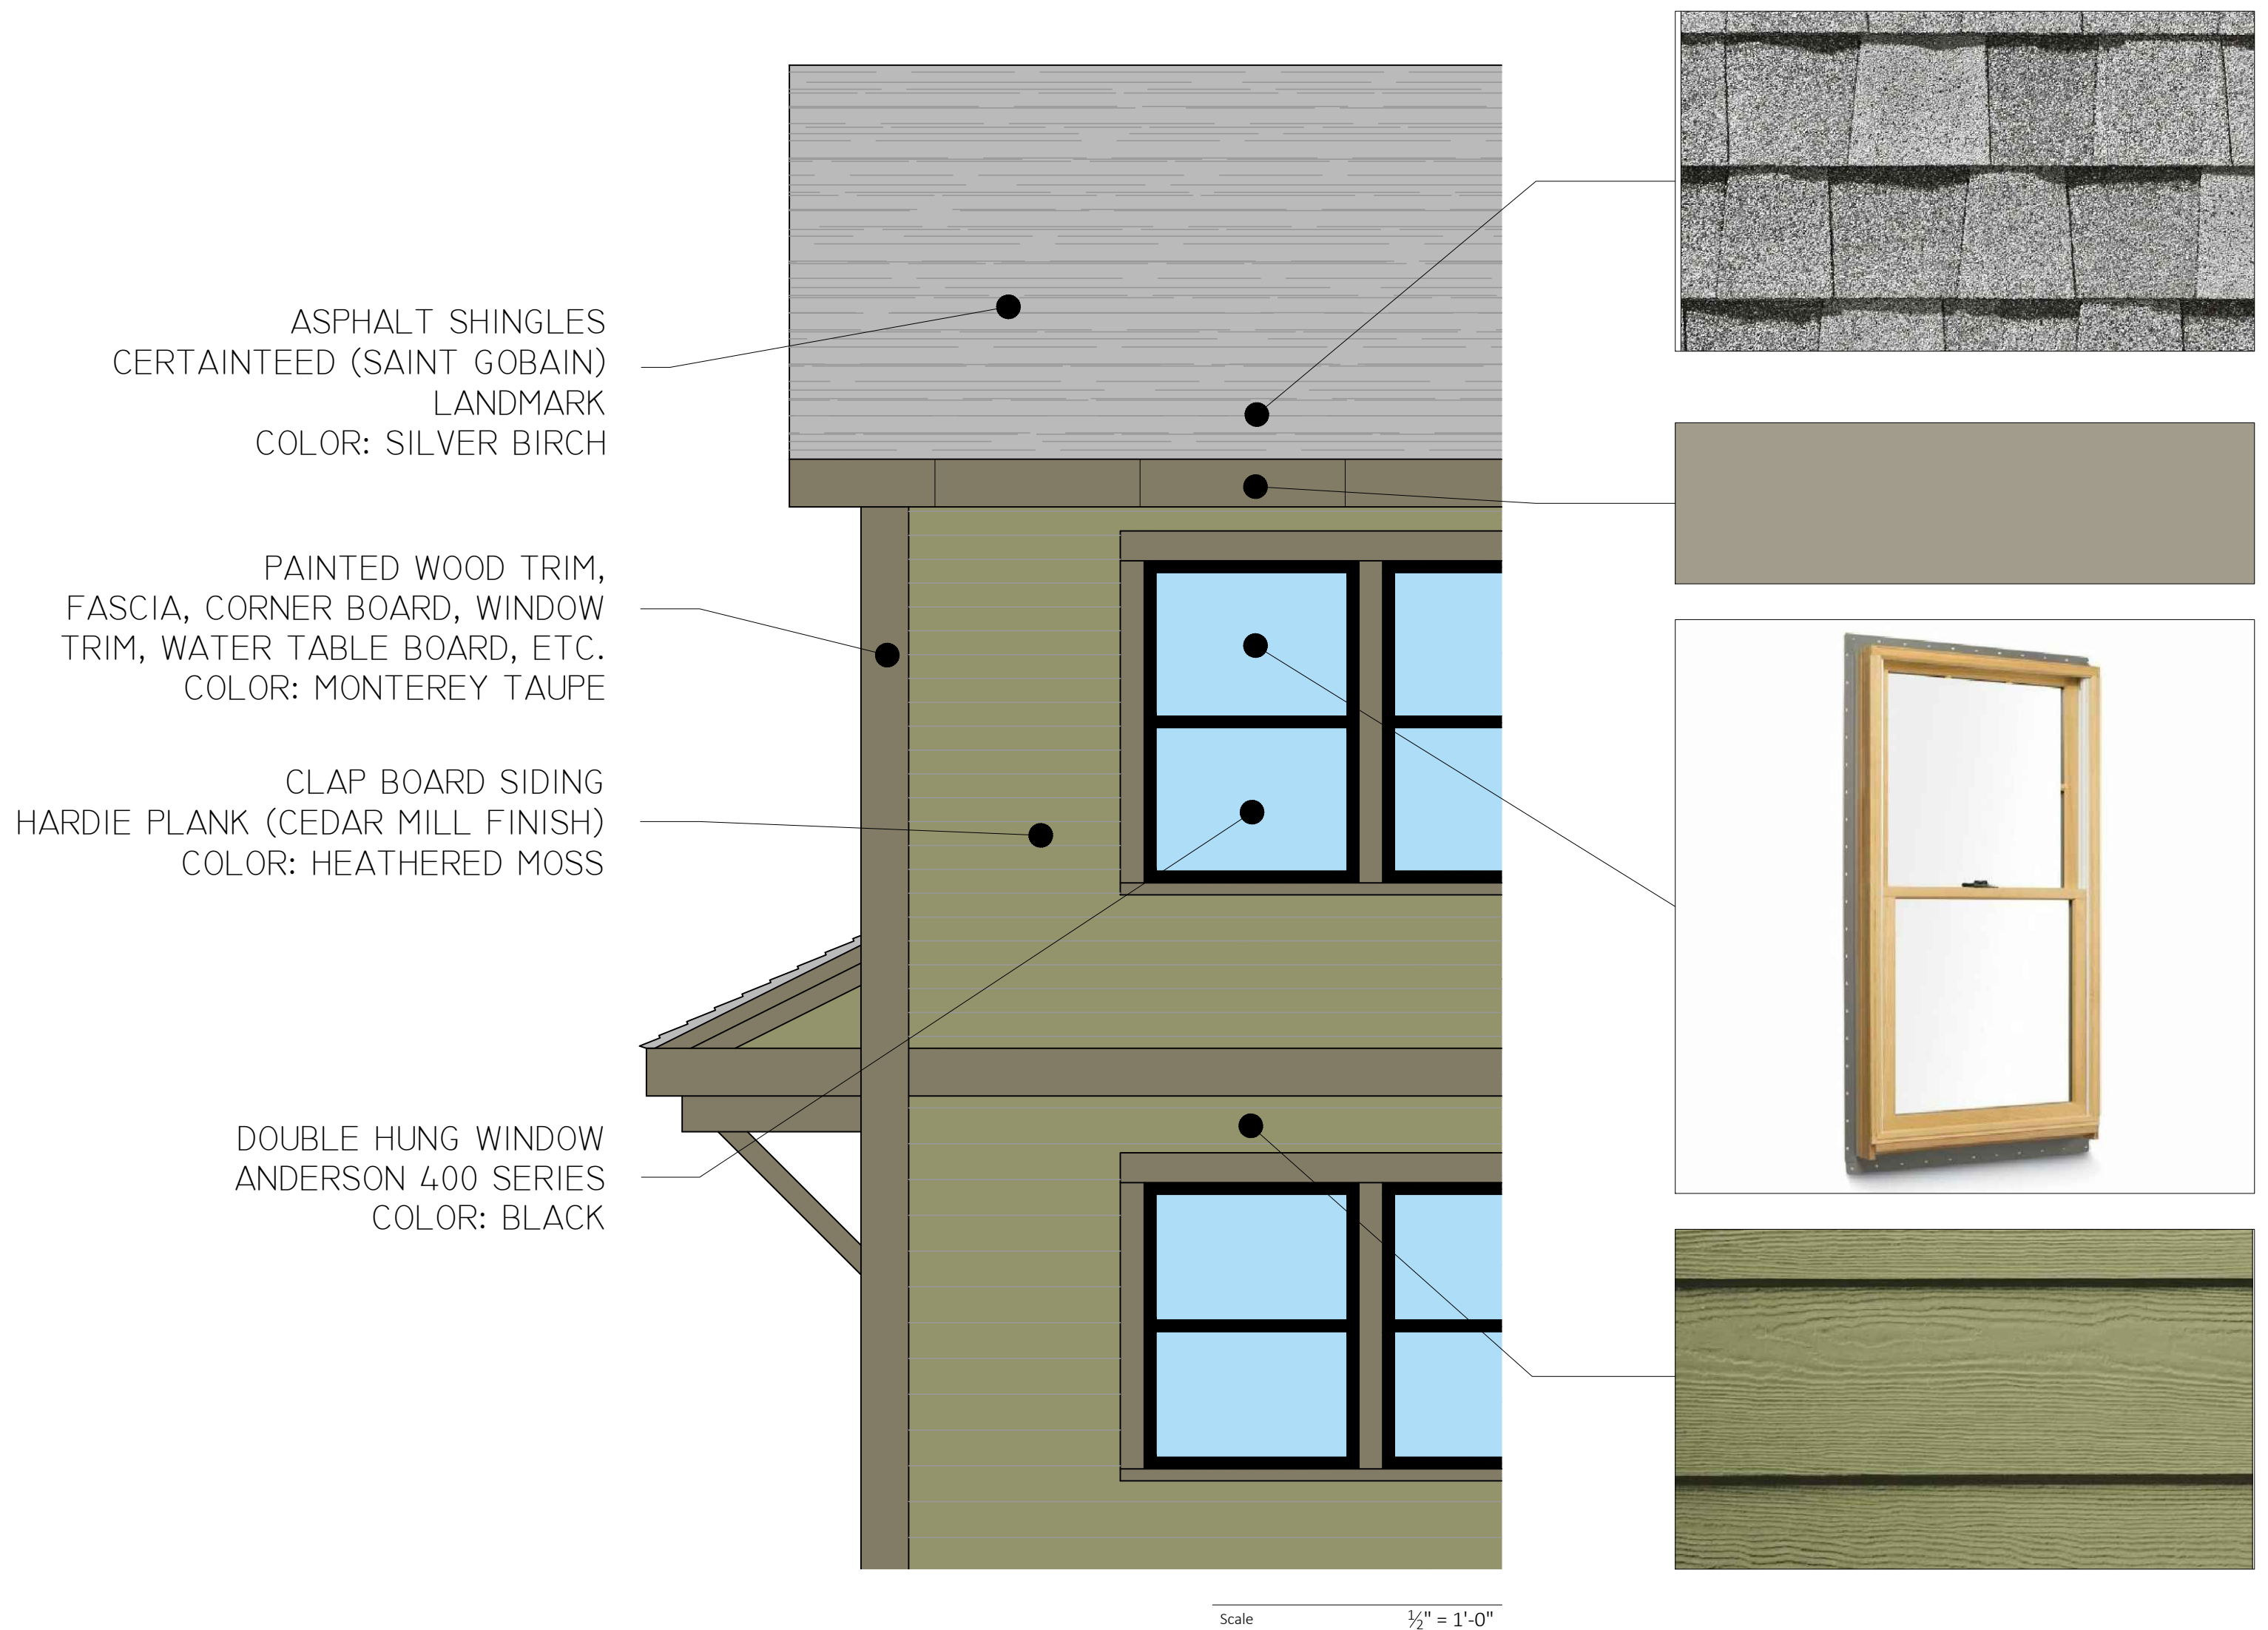 ASPHALT SHINGLES
CERTAINTEED (SAINT GOBAIN)
LANDMARK
COLOR: SILVER BIRCH
PAINTED WOOD TRIM,
FASCIA, CORNER BOARD, WINDOW
TRIM, WATER TABLE BOARD, ETC.
COLOR: MONTEREY TAUPE
CLAP BOARD SIDING
HARDIE PLANK (CEDAR MILL FINISH)
COLOR: HEATHERED MOSS
DOUBLE HUNG WINDOW
ANDERSON 400 SERIES
COLOR: BLACK
Scale ½" = 1'-0"